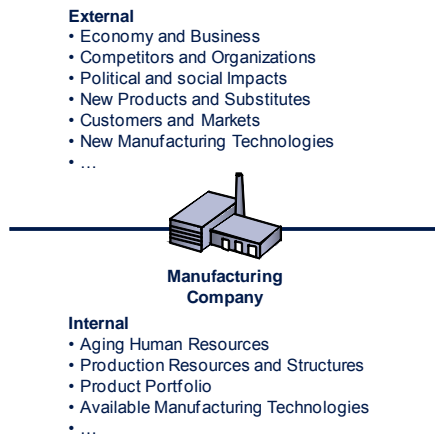 External
• Economy and Business
• Competitors and Organizations
• Political and social Impacts
• New Products and Substitutes
• Customers and Markets
• New Manufacturing Technologies
• ...
Manufacturing
Company
Internal
• Aging Human Resources
• Production Resources and Structures
• Product Portfolio
• Available Manufacturing Technologies
• ...